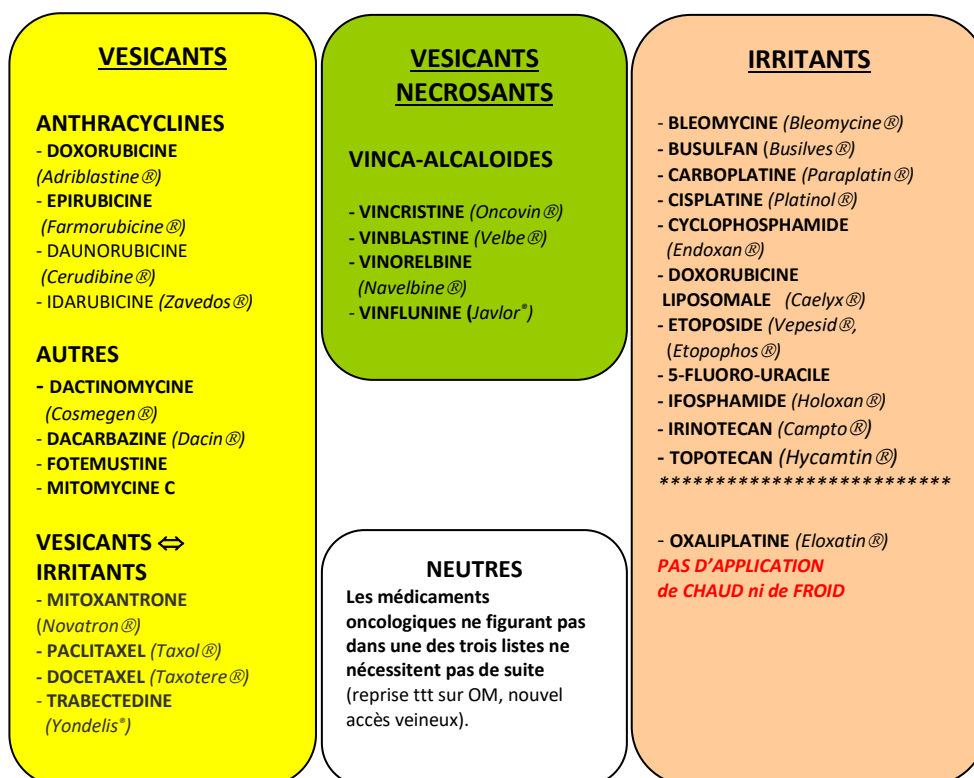 VESICANTS
ANTHRACYCLINES
- DOXORUBICINE
(Adriblastine®)
- EPIRUBICINE
(Farmorubicine®)
- DAUNORUBICINE
(Cerudibine®)
- IDARUBICINE (Zavedos®)
AUTRES
- DACTINOMYCINE
(Cosmegen®)
- DACARBAZINE (Dacin®)
- FOTEMUSTINE
- MITOMYCINE C
VESICANTS ⇔
IRRITANTS
- MITOXANTRONE
(Novatron®)
- PACLITAXEL (Taxol®)
- DOCETAXEL (Taxotere®)
- TRABECTEDINE
(Yondelis®)
VESICANTS
NECROSANTS
VINCA-ALCALOIDES
- VINCRISTINE (Oncovin®)
- VINBLASTINE (Velbe®)
- VINORELBINE
(Navelbine®)
- VINFLUNINE (Javlor®)
NEUTRES
Les médicaments
oncologiques ne figurant pas
dans une des trois listes ne
nécessitent pas de suite
(reprise ttt sur OM, nouvel
accès veineux).
IRRITANTS
- BLEOMYCINE (Bleomycine®)
- BUSULFAN (Busilves®)
- CARBOPLATINE (Paraplatin®)
- CISPLATINE (Platinol®)
- CYCLOPHOSPHAMIDE
(Endoxan®)
- DOXORUBICINE
LIPOSOMALE (Caelyx®)
- ETOPOSIDE (Vepesid®,
(Etopophos®)
- 5-FLUORO-URACILE
- IFOSPHAMIDE (Holoxan®)
- IRINOTECAN (Campto®)
- TOPOTECAN (Hycamtin®)
**************************
- OXALIPLATINE (Eloxatin®)
PAS D'APPLICATION
de CHAUD ni de FROID